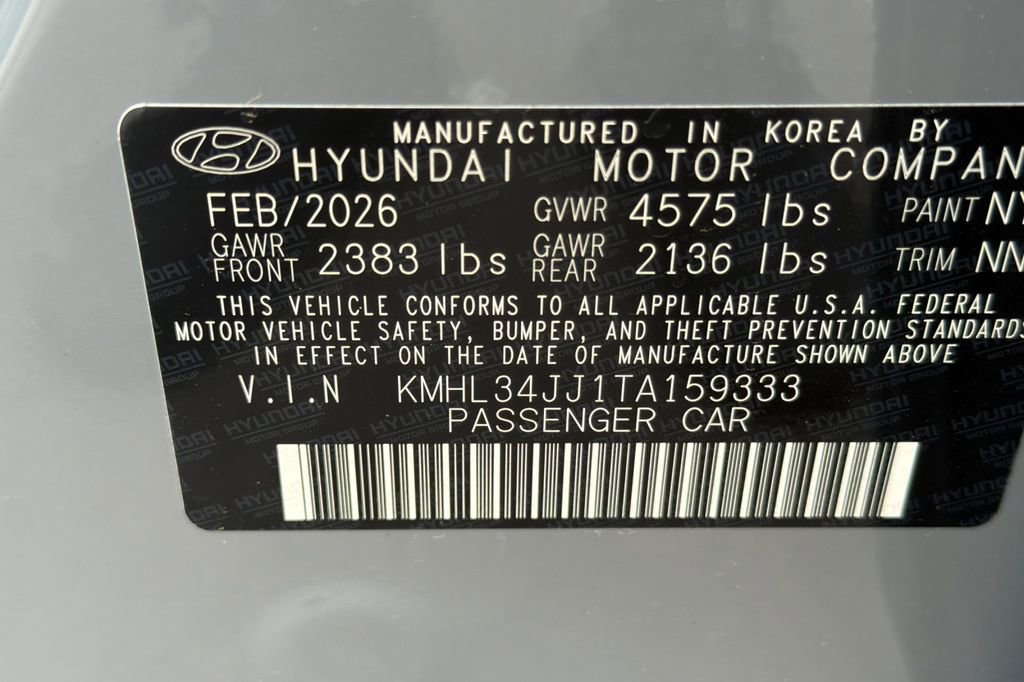 MANUFACTURED IN KOREA BY
HYUNDAI MOTOR COMPAN
FEB/2026 GVWR 4575 lbs PAINT NY
GAWR FRONT 2383 lbs GAWR REAR 2136 lbs TRIM NN
THIS VEHICLE CONFORMS TO ALL APPLICABLE U.S.A. FEDERAL
MOTOR VEHICLE SAFETY, BUMPER, AND THEFT PREVENTION STANDARDS
IN EFFECT ON THE DATE OF MANUFACTURE SHOWN ABOVE
V.I.N KMHL34JJ1TA159333
PASSENGER CAR